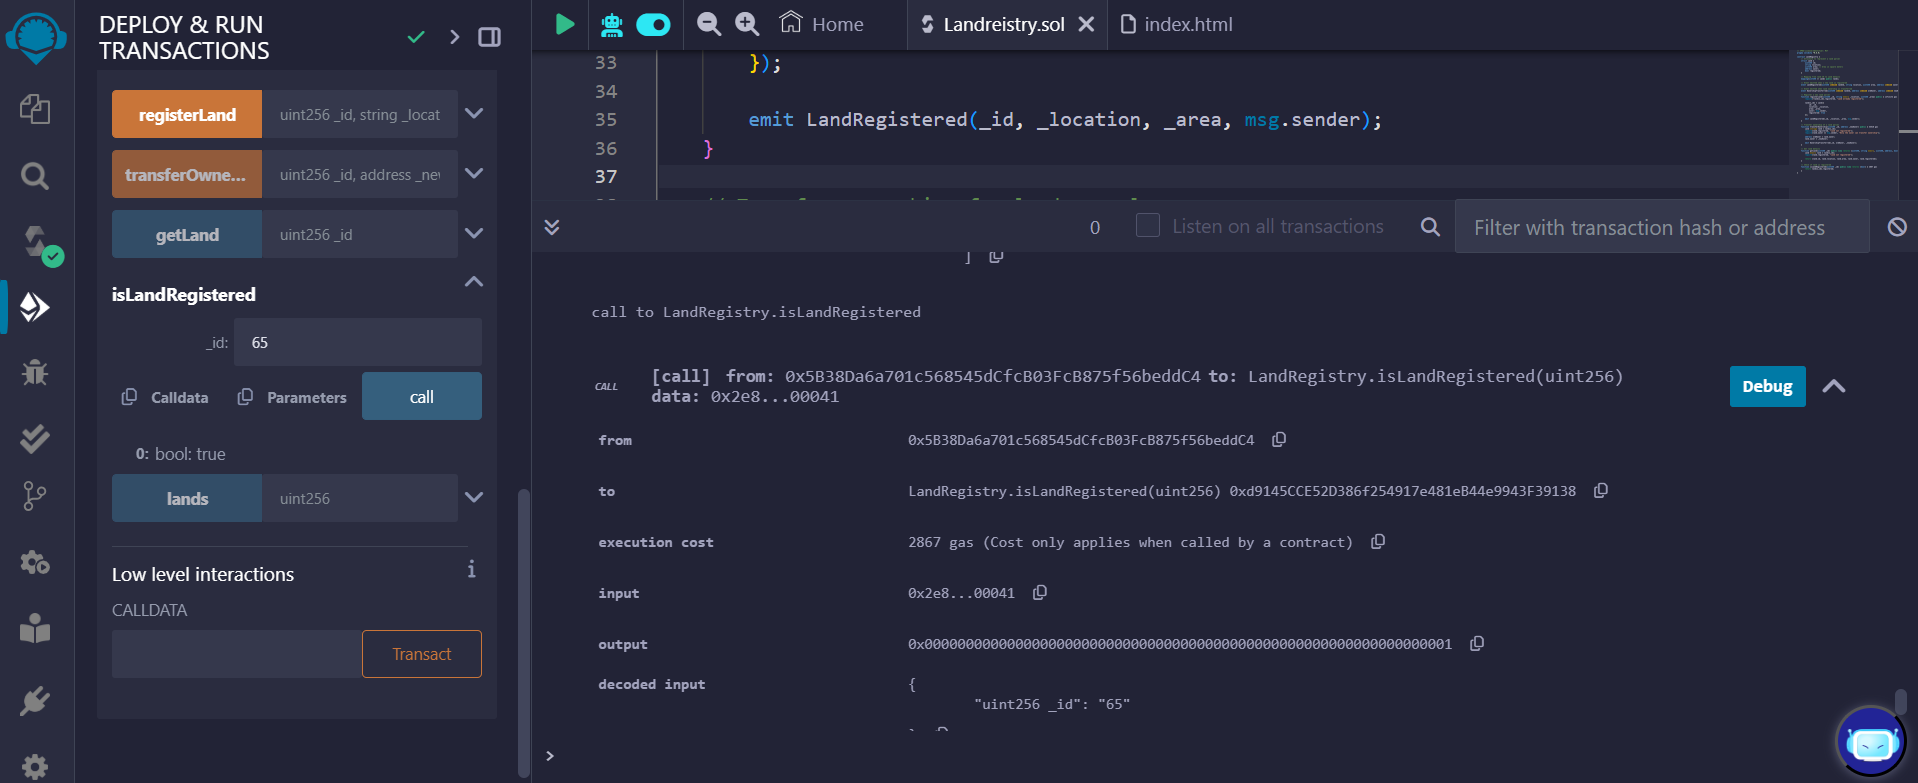 DEPLOY & RUN
TRANSACTIONS
registerLand uint256 _id, string _locat
transferOwne... uint256 _id, address _nev
getLand uint256 _id
isLandRegistered
_id: 65
Calldata Parameters call
0: bool: true
lands uint256
Low level interactions
i
CALLDATA
Transact
Home
Landreistry.sol
index.html
33 });
34
35 emit LandRegistered(_id, _location, _area, msg.sender);
36 }
37
0
Listen on all transactions
Filter with transaction hash or address
]
call to LandRegistry.isLandRegistered
CALL
[call] from: 0x5B38Da6a701c568545dCfcB03FcB875f56beddC4 to: LandRegistry.isLandRegistered(uint256)
data: 0x2e8...00041
Debug
from 0x5B38Da6a701c568545dCfcB03FcB875f56beddC4
to LandRegistry.isLandRegistered(uint256) 0xd9145CCE52D386f254917e481eB44e9943F39138
execution cost 2867 gas (Cost only applies when called by a contract)
input 0x2e8...00041
output 0x0000000000000000000000000000000000000000000000000000000000000001
decoded input {
"uint256 _id": "65"
>